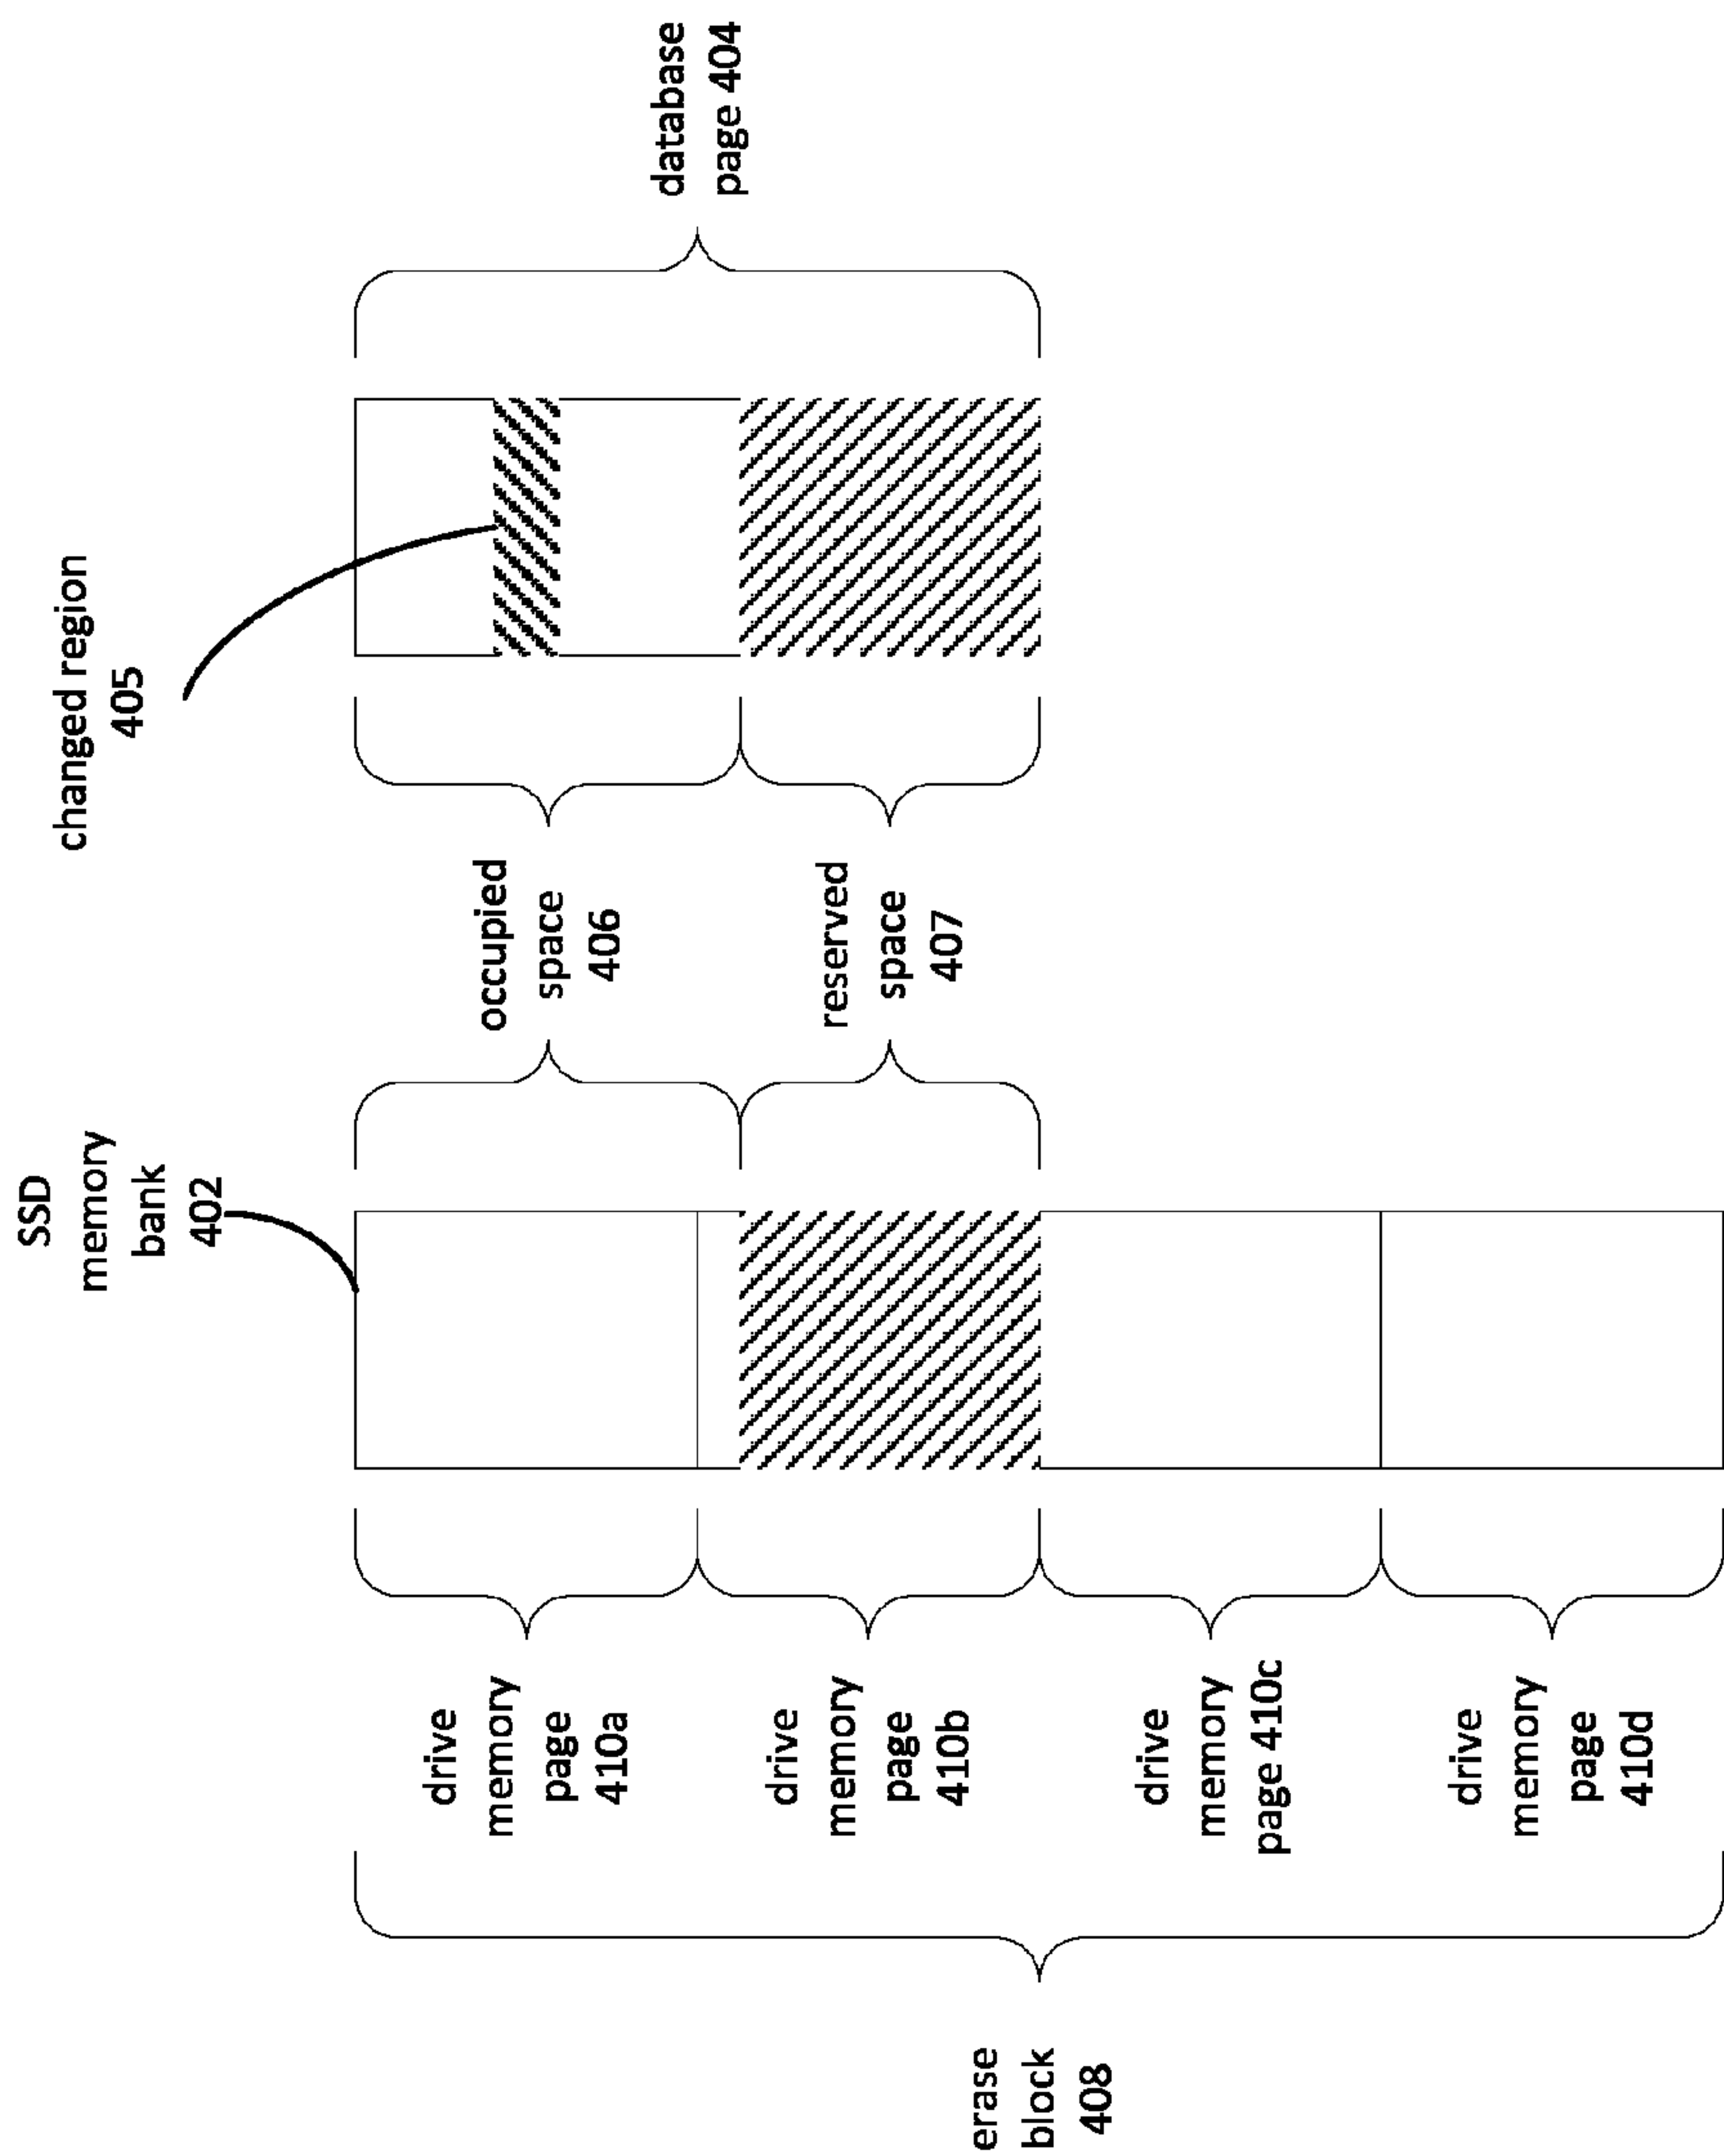 SSD
memory
bank
402
changed region
405
database
page 404
occupied
space
406
reserved
space
407
drive
memory
page
410a
drive
memory
page
410b
drive
memory
page 410c
drive
memory
page
410d
erase
block
408